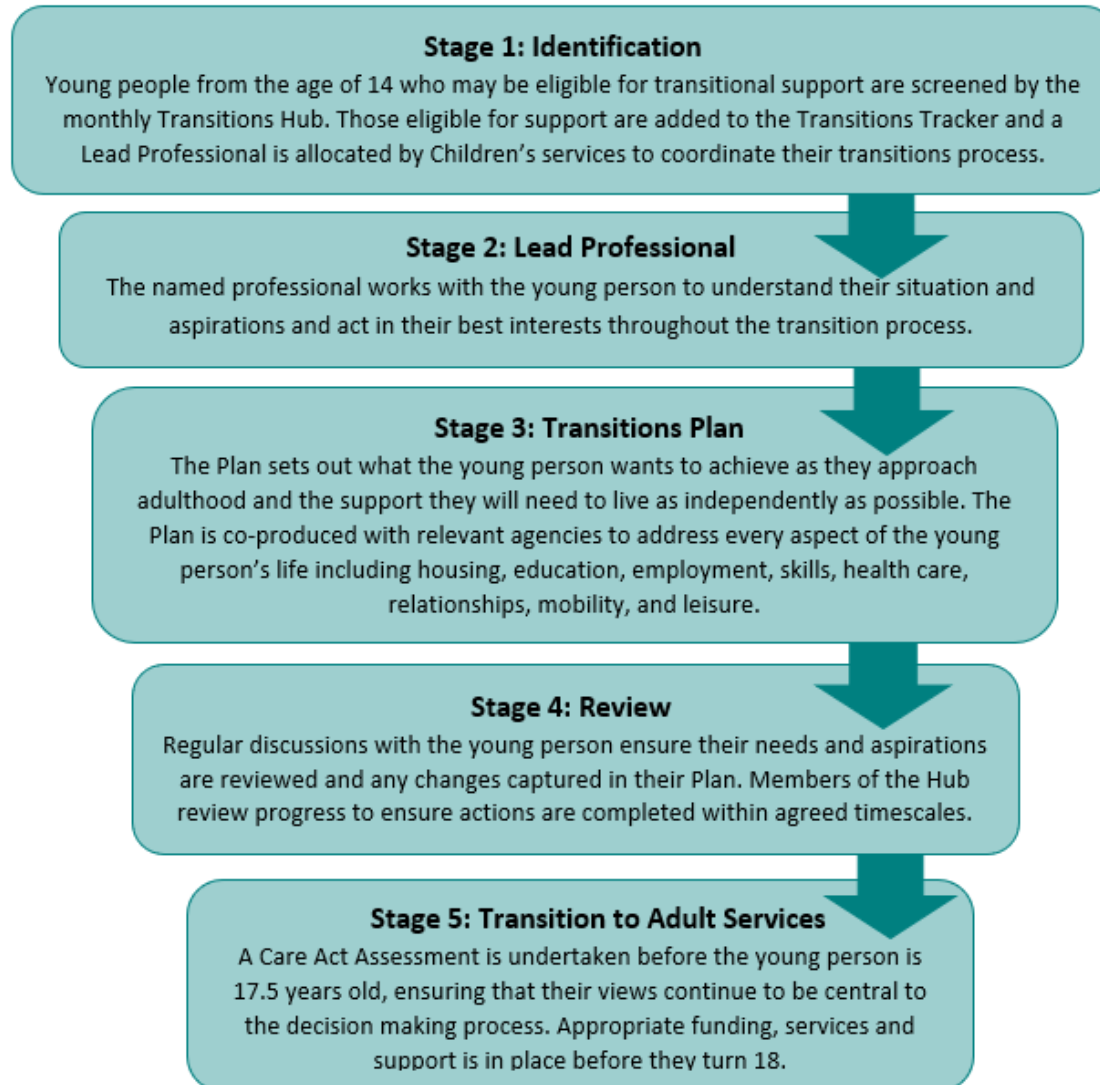 Stage 1: Identification
Young people from the age of 14 who may be eligible for transitional support are screened by the
monthly Transitions Hub. Those eligible for support are added to the Transitions Tracker and a
Lead Professional is allocated by Children’s services to coordinate their transitions process.
Stage 2: Lead Professional
The named professional works with the young person to understand their situation and
aspirations and act in their best interests throughout the transition process.
Stage 3: Transitions Plan
The Plan sets out what the young person wants to achieve as they approach
adulthood and the support they will need to live as independently as possible. The
Plan is co-produced with relevant agencies to address every aspect of the young
person’s life including housing, education, employment, skills, health care,
relationships, mobility, and leisure.
Stage 4: Review
Regular discussions with the young person ensure their needs and aspirations
are reviewed and any changes captured in their Plan. Members of the Hub
review progress to ensure actions are completed within agreed timescales.
Stage 5: Transition to Adult Services
A Care Act Assessment is undertaken before the young person is
17.5 years old, ensuring that their views continue to be central to
the decision making process. Appropriate funding, services and
support is in place before they turn 18.